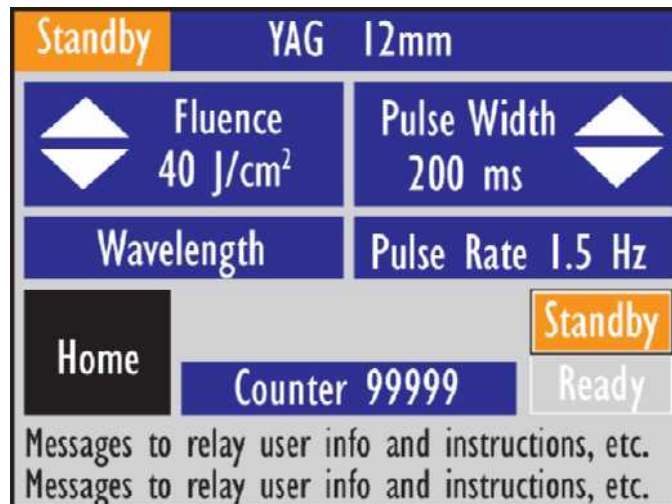 Standby YAG 12mm
Fluence
40 J/cm²
Pulse Width
200 ms
Wavelength
Pulse Rate 1.5 Hz
Standby
Home
Ready
Counter 99999
Messages to relay user info and instructions, etc.
Messages to relay user info and instructions, etc.